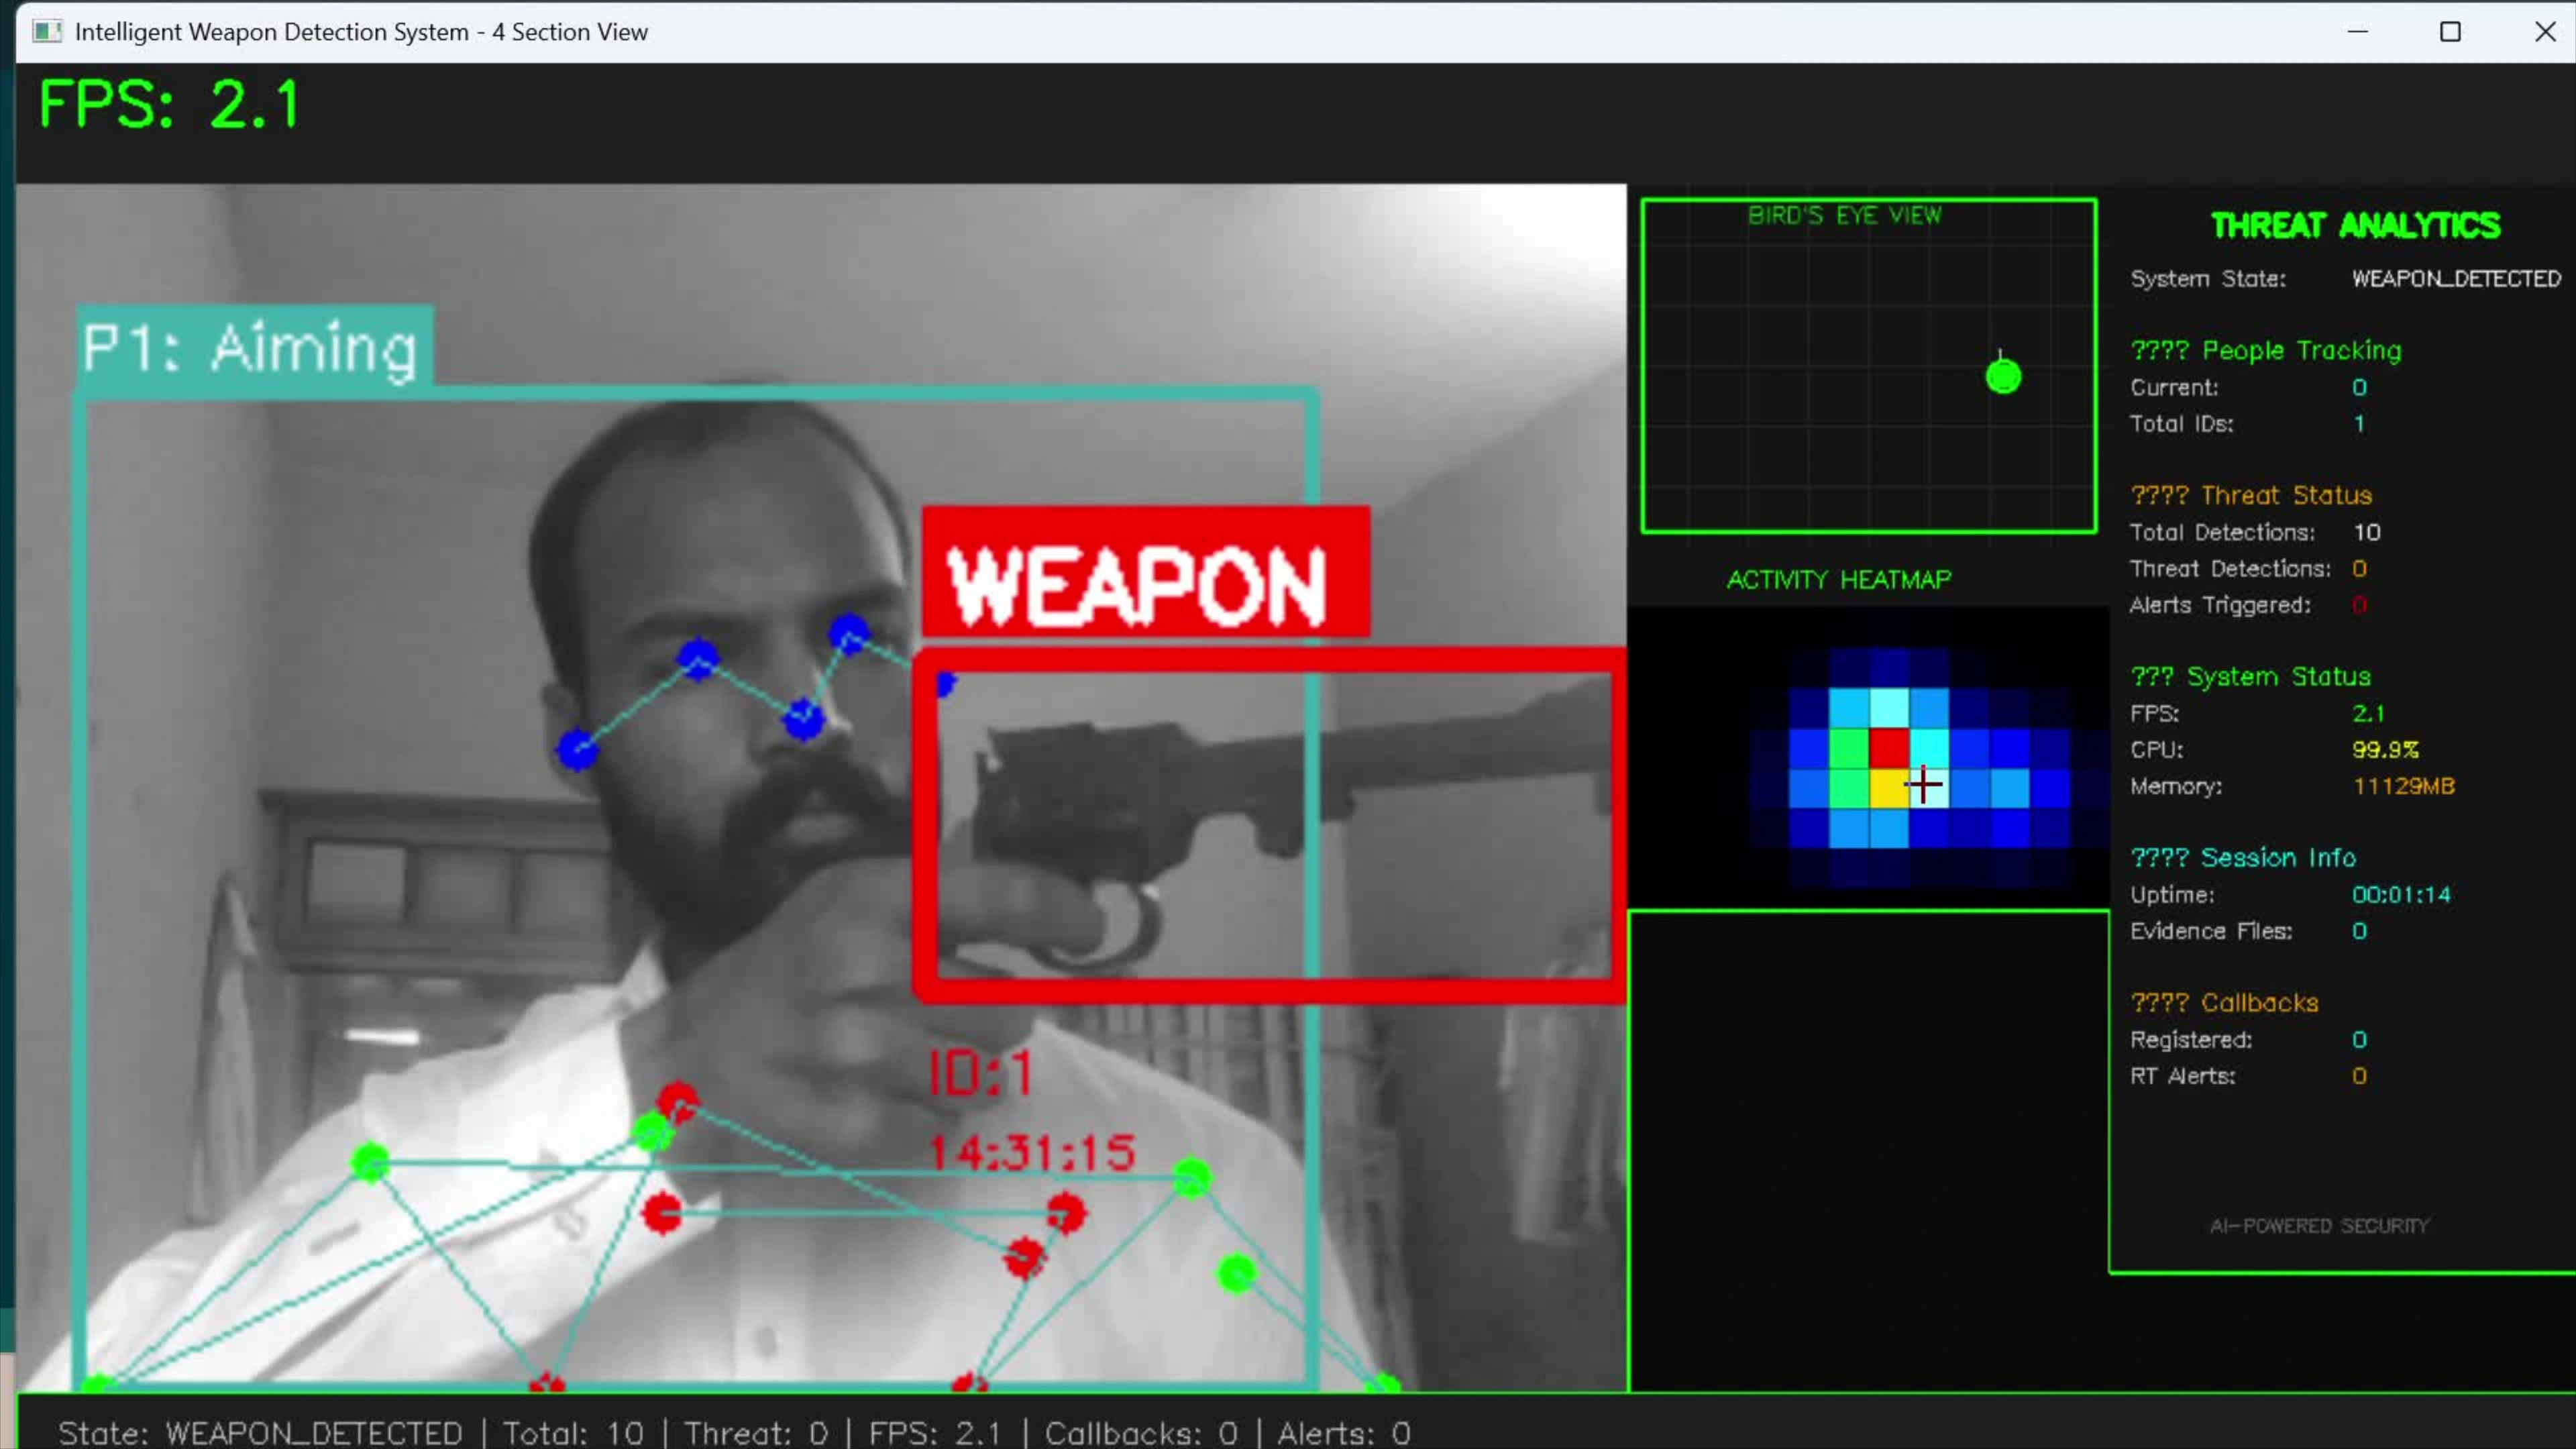 Intelligent Weapon Detection System - 4 Section View
FPS: 2.1
P1: Aiming
WEAPON
ID:1
14:31:15
BIRD'S EYE VIEW
ACTIVITY HEATMAP
THREAT ANALYTICS
System State: WEAPON_DETECTED
???? People Tracking
Current: 0
Total IDs: 1
???? Threat Status
Total Detections: 10
Threat Detections: 0
Alerts Triggered: 0
??? System Status
FPS: 2.1
CPU: 99.9%
Memory: 11129MB
???? Session Info
Uptime: 00:01:14
Evidence Files: 0
???? Callbacks
Registered: 0
RT Alerts: 0
AI-POWERED SECURITY
State: WEAPON_DETECTED | Total: 10 | Threat: 0 | FPS: 2.1 | Callbacks: 0 | Alerts: 0